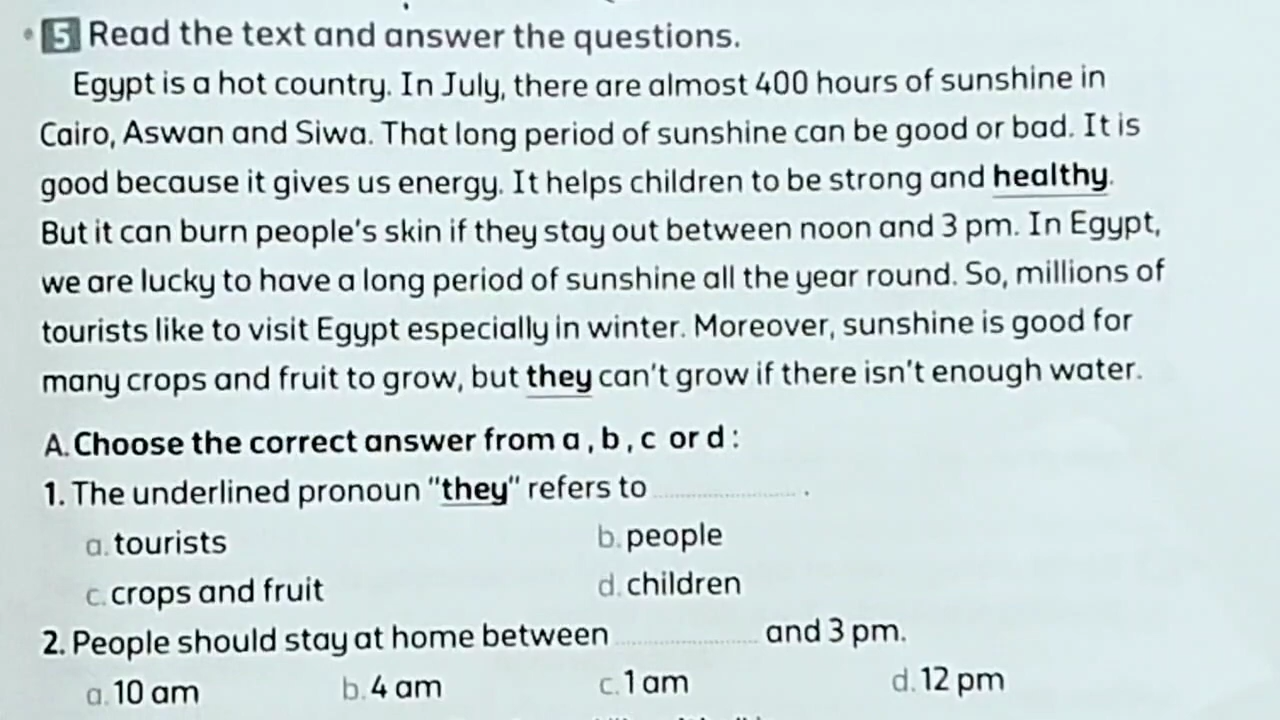 5 Read the text and answer the questions.
Egypt is a hot country. In July, there are almost 400 hours of sunshine in
Cairo, Aswan and Siwa. That long period of sunshine can be good or bad. It is
good because it gives us energy. It helps children to be strong and healthy.
But it can burn people's skin if they stay out between noon and 3 pm. In Egypt,
we are lucky to have a long period of sunshine all the year round. So, millions of
tourists like to visit Egypt especially in winter. Moreover, sunshine is good for
many crops and fruit to grow, but they can't grow if there isn't enough water.
A. Choose the correct answer from a , b , c or d :
1. The underlined pronoun "they" refers to .................... .
a. tourists b. people
c. crops and fruit d. children
2. People should stay at home between .................... and 3 pm.
a. 10 am b. 4 am c. 1 am d. 12 pm